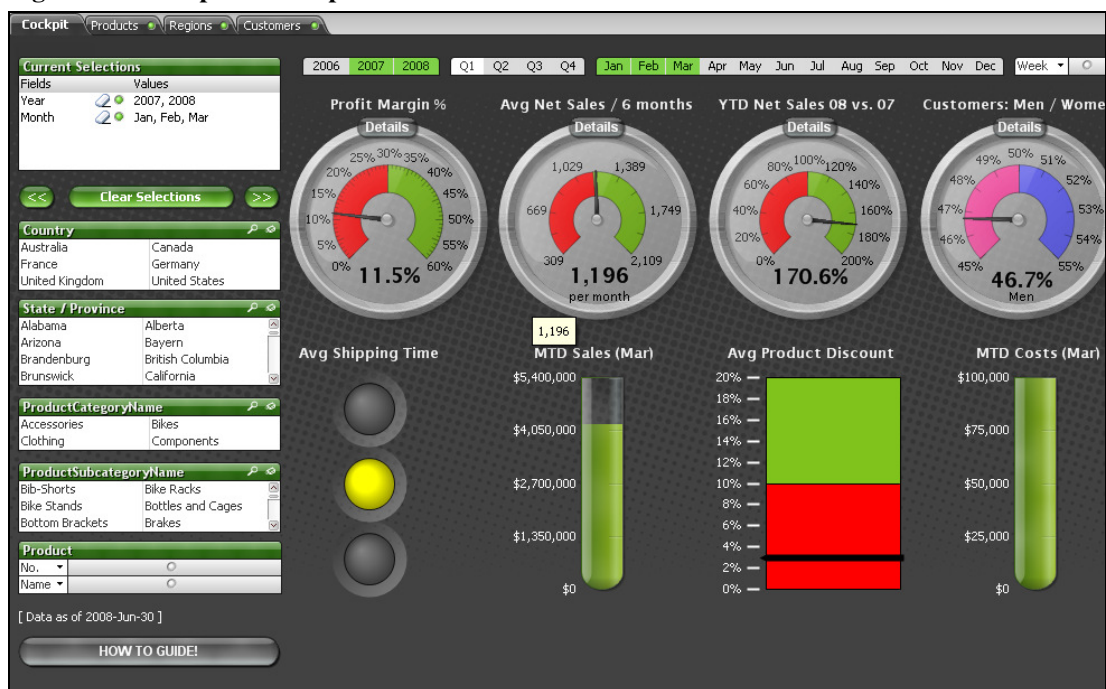 Cockpit Products Regions Customers
Current Selections
Fields Values
Year 2007, 2008
Month Jan, Feb, Mar
<< Clear Selections >>
Country
Australia Canada
France Germany
United Kingdom United States
State / Province
Alabama Alberta
Arizona Bayern
Brandenburg British Columbia
Brunswick California
ProductCategoryName
Accessories Bikes
Clothing Components
ProductSubcategoryName
Bib-Shorts Bike Racks
Bike Stands Bottles and Cages
Bottom Brackets Brakes
Product
No.
Name
[ Data as of 2008-Jun-30 ]
HOW TO GUIDE!
2006 2007 2008 Q1 Q2 Q3 Q4 Jan Feb Mar Apr May Jun Jul Aug Sep Oct Nov Dec Week
Profit Margin %
Details
0% 5% 10% 15% 20% 25% 30% 35% 40% 45% 50% 55% 60%
11.5%
Avg Net Sales / 6 months
Details
309 669 1,029 1,389 1,749 2,109
1,196
per month
1,196
YTD Net Sales 08 vs. 07
Details
0% 20% 40% 60% 80% 100% 120% 140% 160% 180% 200%
170.6%
Customers: Men / Wome
Details
45% 46% 47% 48% 49% 50% 51% 52% 53% 54% 55%
46.7%
Men
Avg Shipping Time
MTD Sales (Mar)
$5,400,000
$4,050,000
$2,700,000
$1,350,000
$0
Avg Product Discount
20%
18%
16%
14%
12%
10%
8%
6%
4%
2%
0%
MTD Costs (Mar)
$100,000
$75,000
$50,000
$25,000
$0